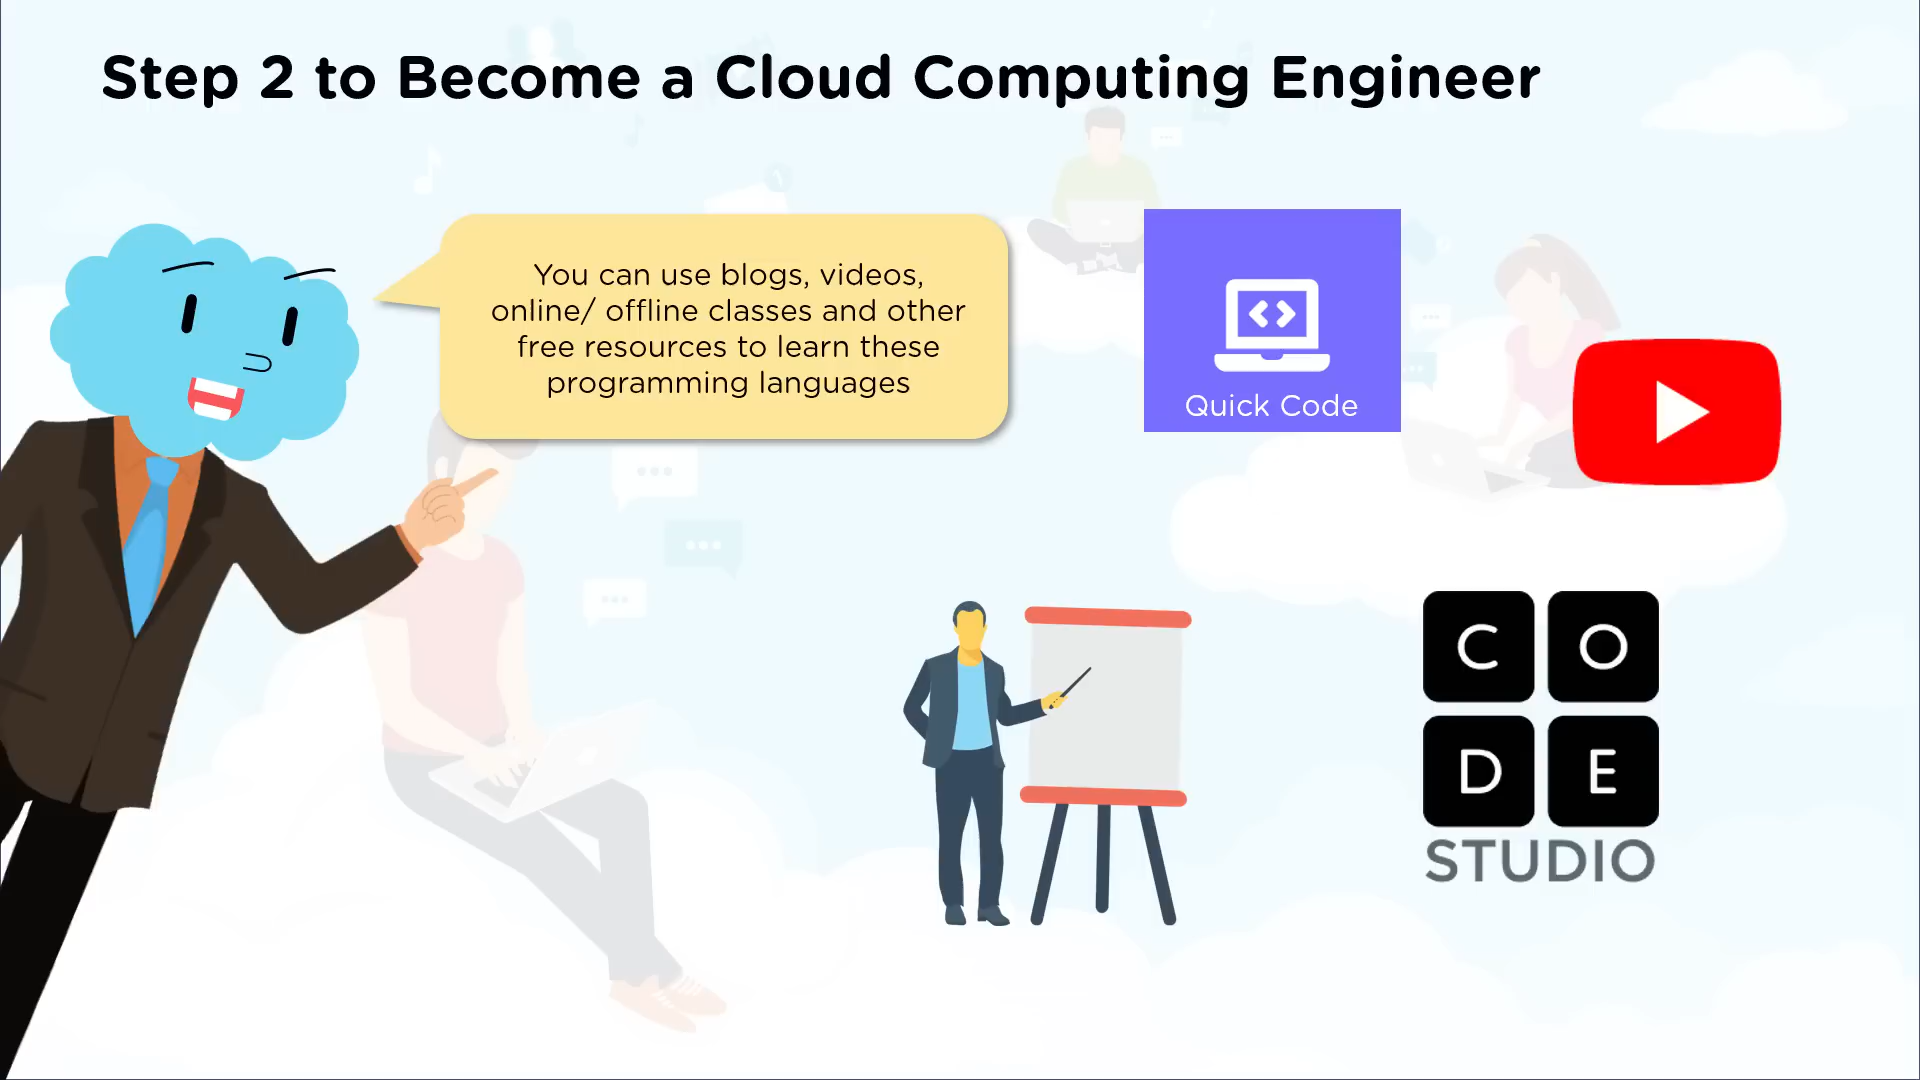 Step 2 to Become a Cloud Computing Engineer
You can use blogs, videos,
online/ offline classes and other
free resources to learn these
programming languages
Quick Code
C O
D E
STUDIO